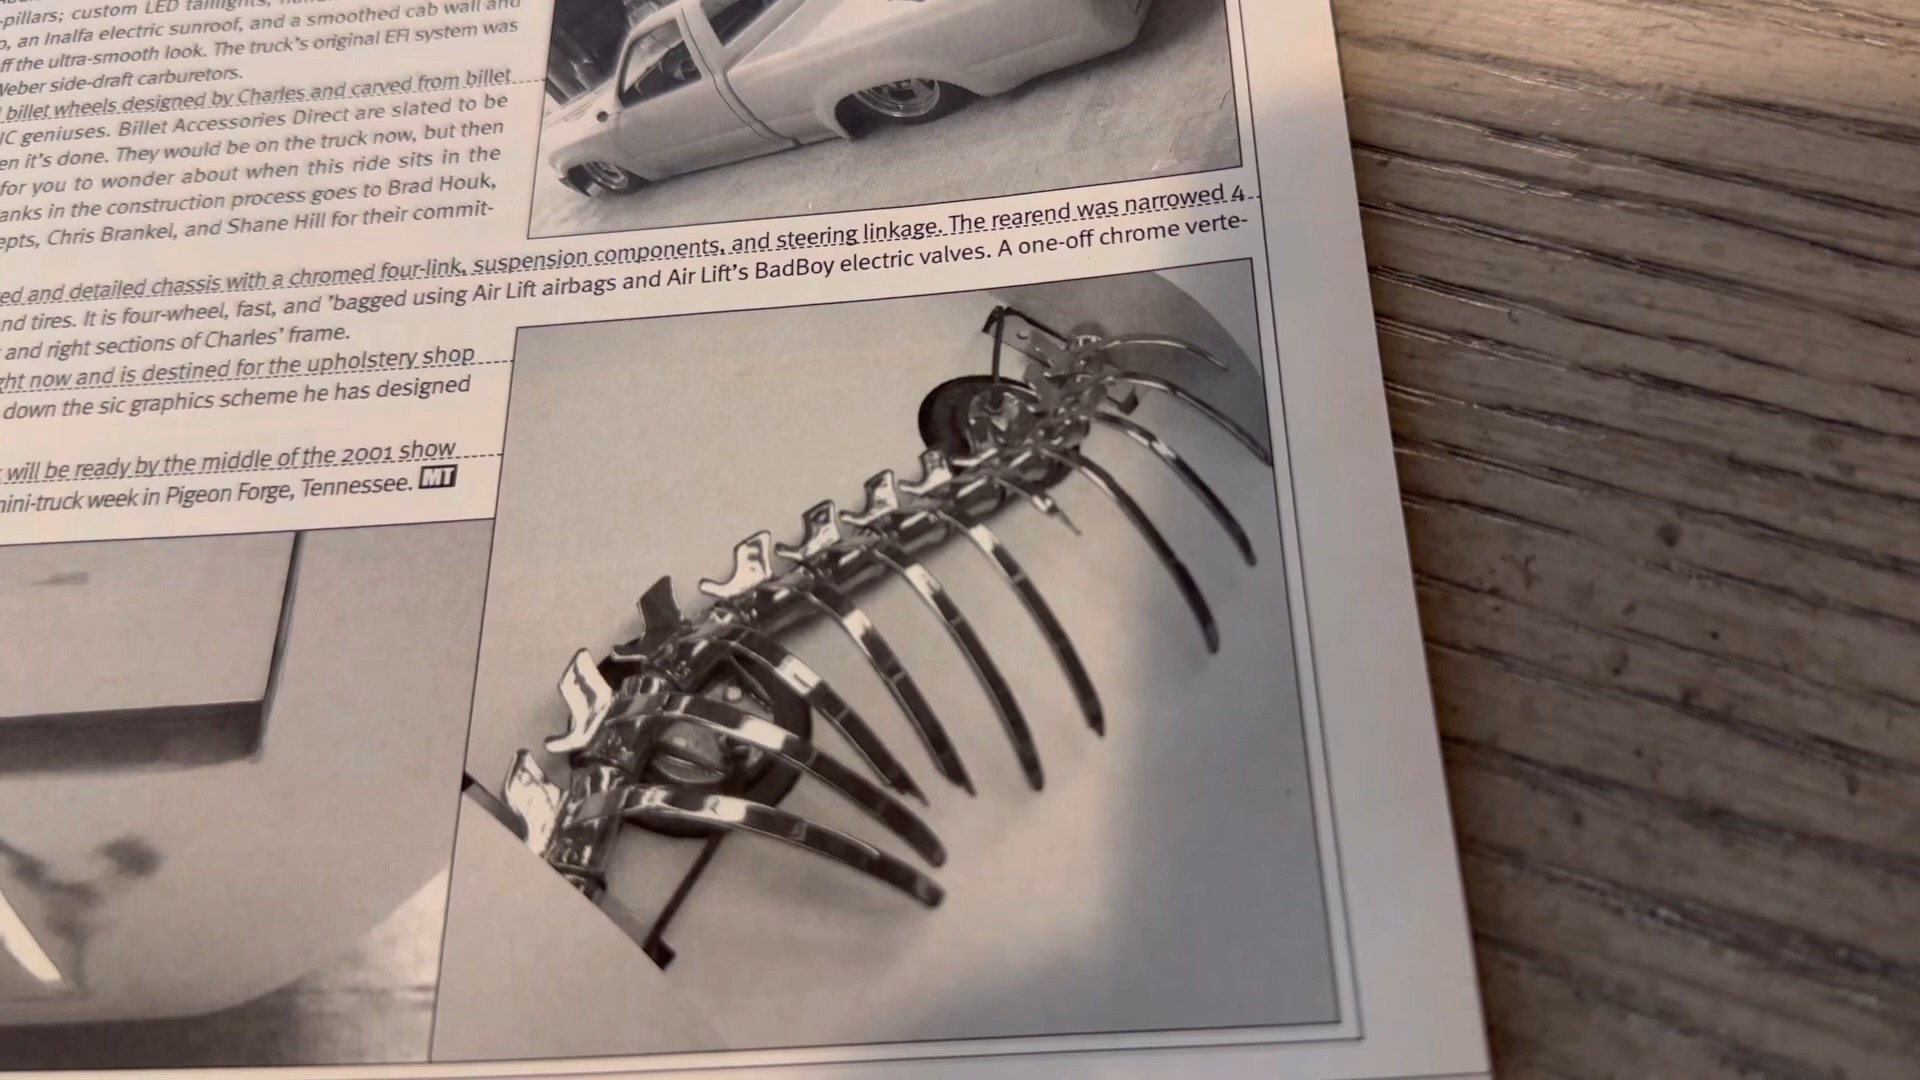 -pillars; custom LED taillights,
, an Inalfa electric sunroof, and a smoothed cab wall and
ff the ultra-smooth look. The truck's original EFI system was
Weber side-draft carburetors.
billet wheels designed by Charles and carved from billet
geniuses. Billet Accessories Direct are slated to be
en it's done. They would be on the truck now, but then
for you to wonder about when this ride sits in the
anks in the construction process goes to Brad Houk,
epts, Chris Brankel, and Shane Hill for their commit-
ed and detailed chassis with a chromed four-link, suspension components, and steering linkage. The rearend was narrowed 4
nd tires. It is four-wheel, fast, and 'bagged using Air Lift airbags and Air Lift's BadBoy electric valves. A one-off chrome verte-
and right sections of Charles' frame.
ght now and is destined for the upholstery shop
down the sic graphics scheme he has designed
will be ready by the middle of the 2001 show
mini-truck week in Pigeon Forge, Tennessee. MT